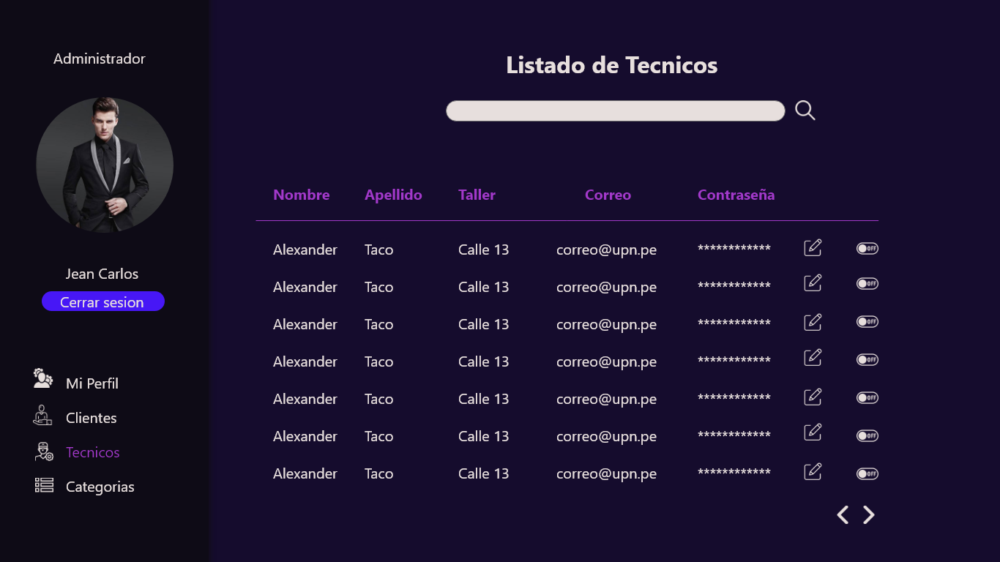 Administrador
Jean Carlos
Cerrar sesion
Mi Perfil
Clientes
Tecnicos
Categorias
Listado de Tecnicos
Nombre Apellido Taller Correo Contraseña
Alexander Taco Calle 13 correo@upn.pe ************ OFF
Alexander Taco Calle 13 correo@upn.pe ************ OFF
Alexander Taco Calle 13 correo@upn.pe ************ OFF
Alexander Taco Calle 13 correo@upn.pe ************ OFF
Alexander Taco Calle 13 correo@upn.pe ************ OFF
Alexander Taco Calle 13 correo@upn.pe ************ OFF
Alexander Taco Calle 13 correo@upn.pe ************ OFF